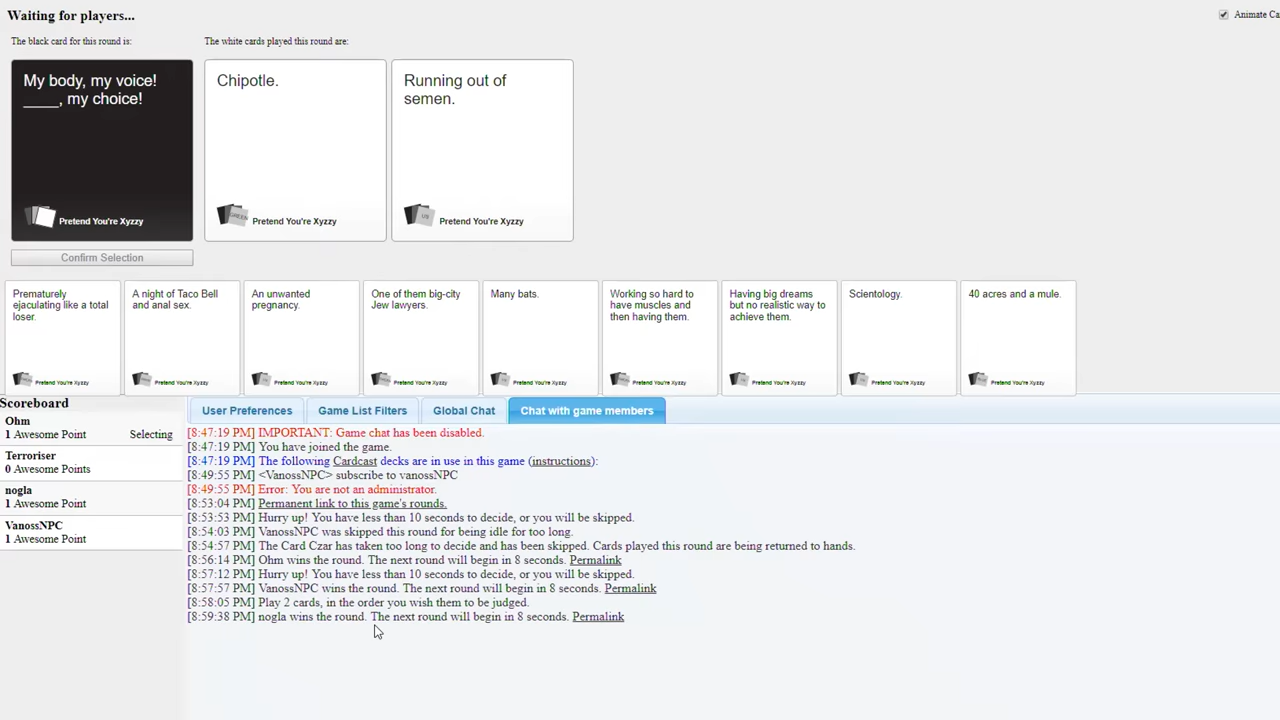 Waiting for players...
Animate Ca
The black card for this round is:
The white cards played this round are:
My body, my voice!
____, my choice!
Pretend You're Xyzzy
Chipotle.
GREEN
Pretend You're Xyzzy
Running out of
semen.
US
Pretend You're Xyzzy
Confirm Selection
Prematurely
ejaculating like a total
loser.
Pretend You're Xyzzy
A night of Taco Bell
and anal sex.
Pretend You're Xyzzy
An unwanted
pregnancy.
Pretend You're Xyzzy
One of them big-city
Jew lawyers.
Pretend You're Xyzzy
Many bats.
Pretend You're Xyzzy
Working so hard to
have muscles and
then having them.
Pretend You're Xyzzy
Having big dreams
but no realistic way to
achieve them.
Pretend You're Xyzzy
Scientology.
Pretend You're Xyzzy
40 acres and a mule.
Pretend You're Xyzzy
Scoreboard
Ohm
1 Awesome Point
Selecting
Terroriser
0 Awesome Points
nogla
1 Awesome Point
VanossNPC
1 Awesome Point
User Preferences
Game List Filters
Global Chat
Chat with game members
[8:47:19 PM] IMPORTANT: Game chat has been disabled.
[8:47:19 PM] You have joined the game.
[8:47:19 PM] The following Cardcast decks are in use in this game (instructions):
[8:49:55 PM] <VanossNPC> subscribe to vanossNPC
[8:49:55 PM] Error: You are not an administrator.
[8:53:04 PM] Permanent link to this game's rounds.
[8:53:53 PM] Hurry up! You have less than 10 seconds to decide, or you will be skipped.
[8:54:03 PM] VanossNPC was skipped this round for being idle for too long.
[8:54:57 PM] The Card Czar has taken too long to decide and has been skipped. Cards played this round are being returned to hands.
[8:56:14 PM] Ohm wins the round. The next round will begin in 8 seconds. Permalink
[8:57:12 PM] Hurry up! You have less than 10 seconds to decide, or you will be skipped.
[8:57:57 PM] VanossNPC wins the round. The next round will begin in 8 seconds. Permalink
[8:58:05 PM] Play 2 cards, in the order you wish them to be judged.
[8:59:38 PM] nogla wins the round. The next round will begin in 8 seconds. Permalink